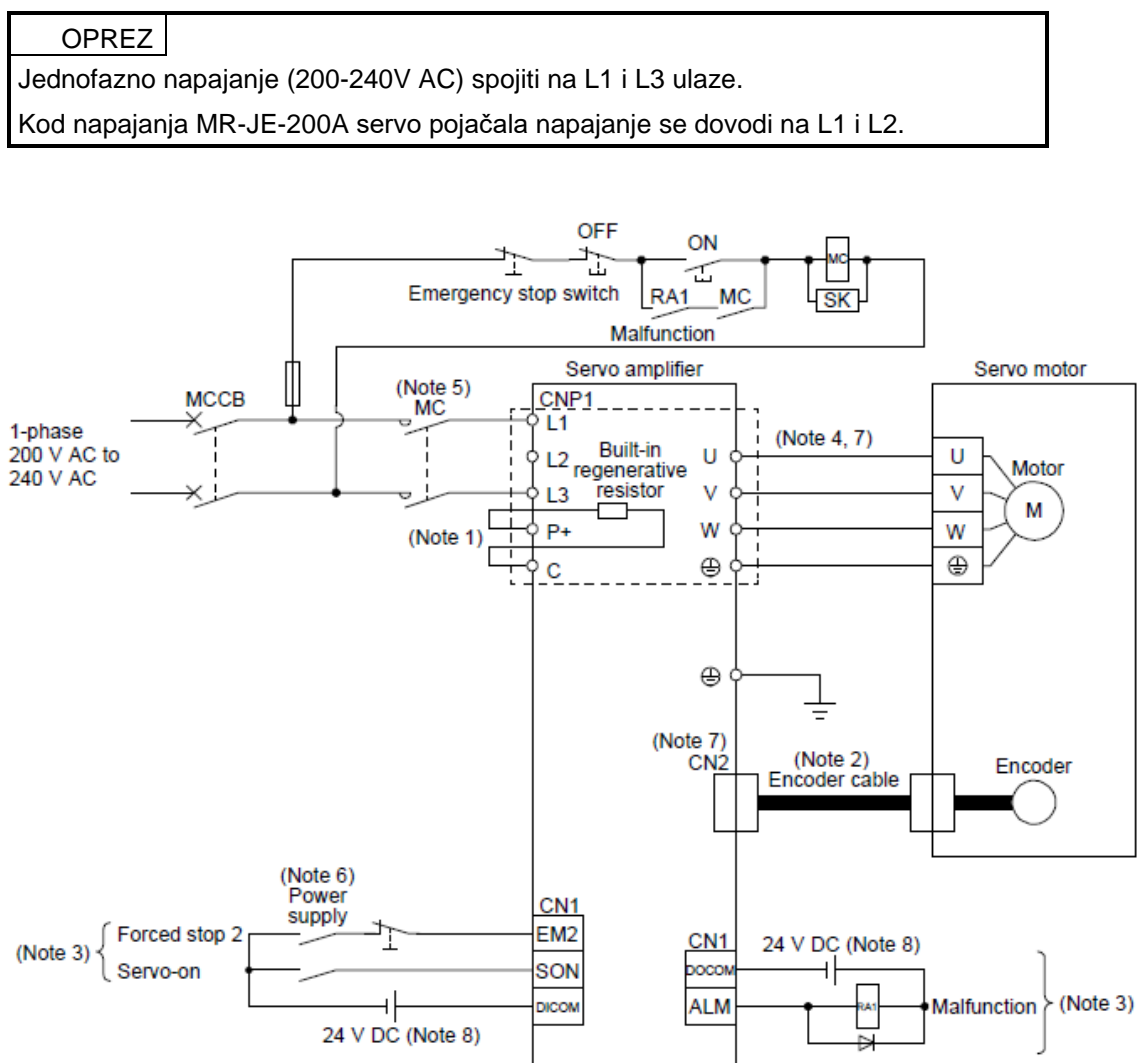 OPREZ
Jednofazno napajanje (200-240V AC) spojiti na L1 i L3 ulaze.
Kod napajanja MR-JE-200A servo pojačala napajanje se dovodi na L1 i L2.
OFF
ON
MC
Emergency stop switch
RA1
MC
SK
Malfunction
Servo amplifier
Servo motor
MCCB
(Note 5)
MC
CNP1
1-phase
200 V AC to
240 V AC
L1
L2
L3
P+
C
Built-in
regenerative
resistor
(Note 1)
U
V
W
(Note 4, 7)
U
V
W
Motor
M
(Note 7)
CN2
(Note 2)
Encoder cable
Encoder
(Note 6)
Power
supply
(Note 3)
Forced stop 2
Servo-on
CN1
EM2
SON
DICOM
24 V DC (Note 8)
CN1
DOCOM
ALM
24 V DC (Note 8)
RA1
Malfunction
(Note 3)